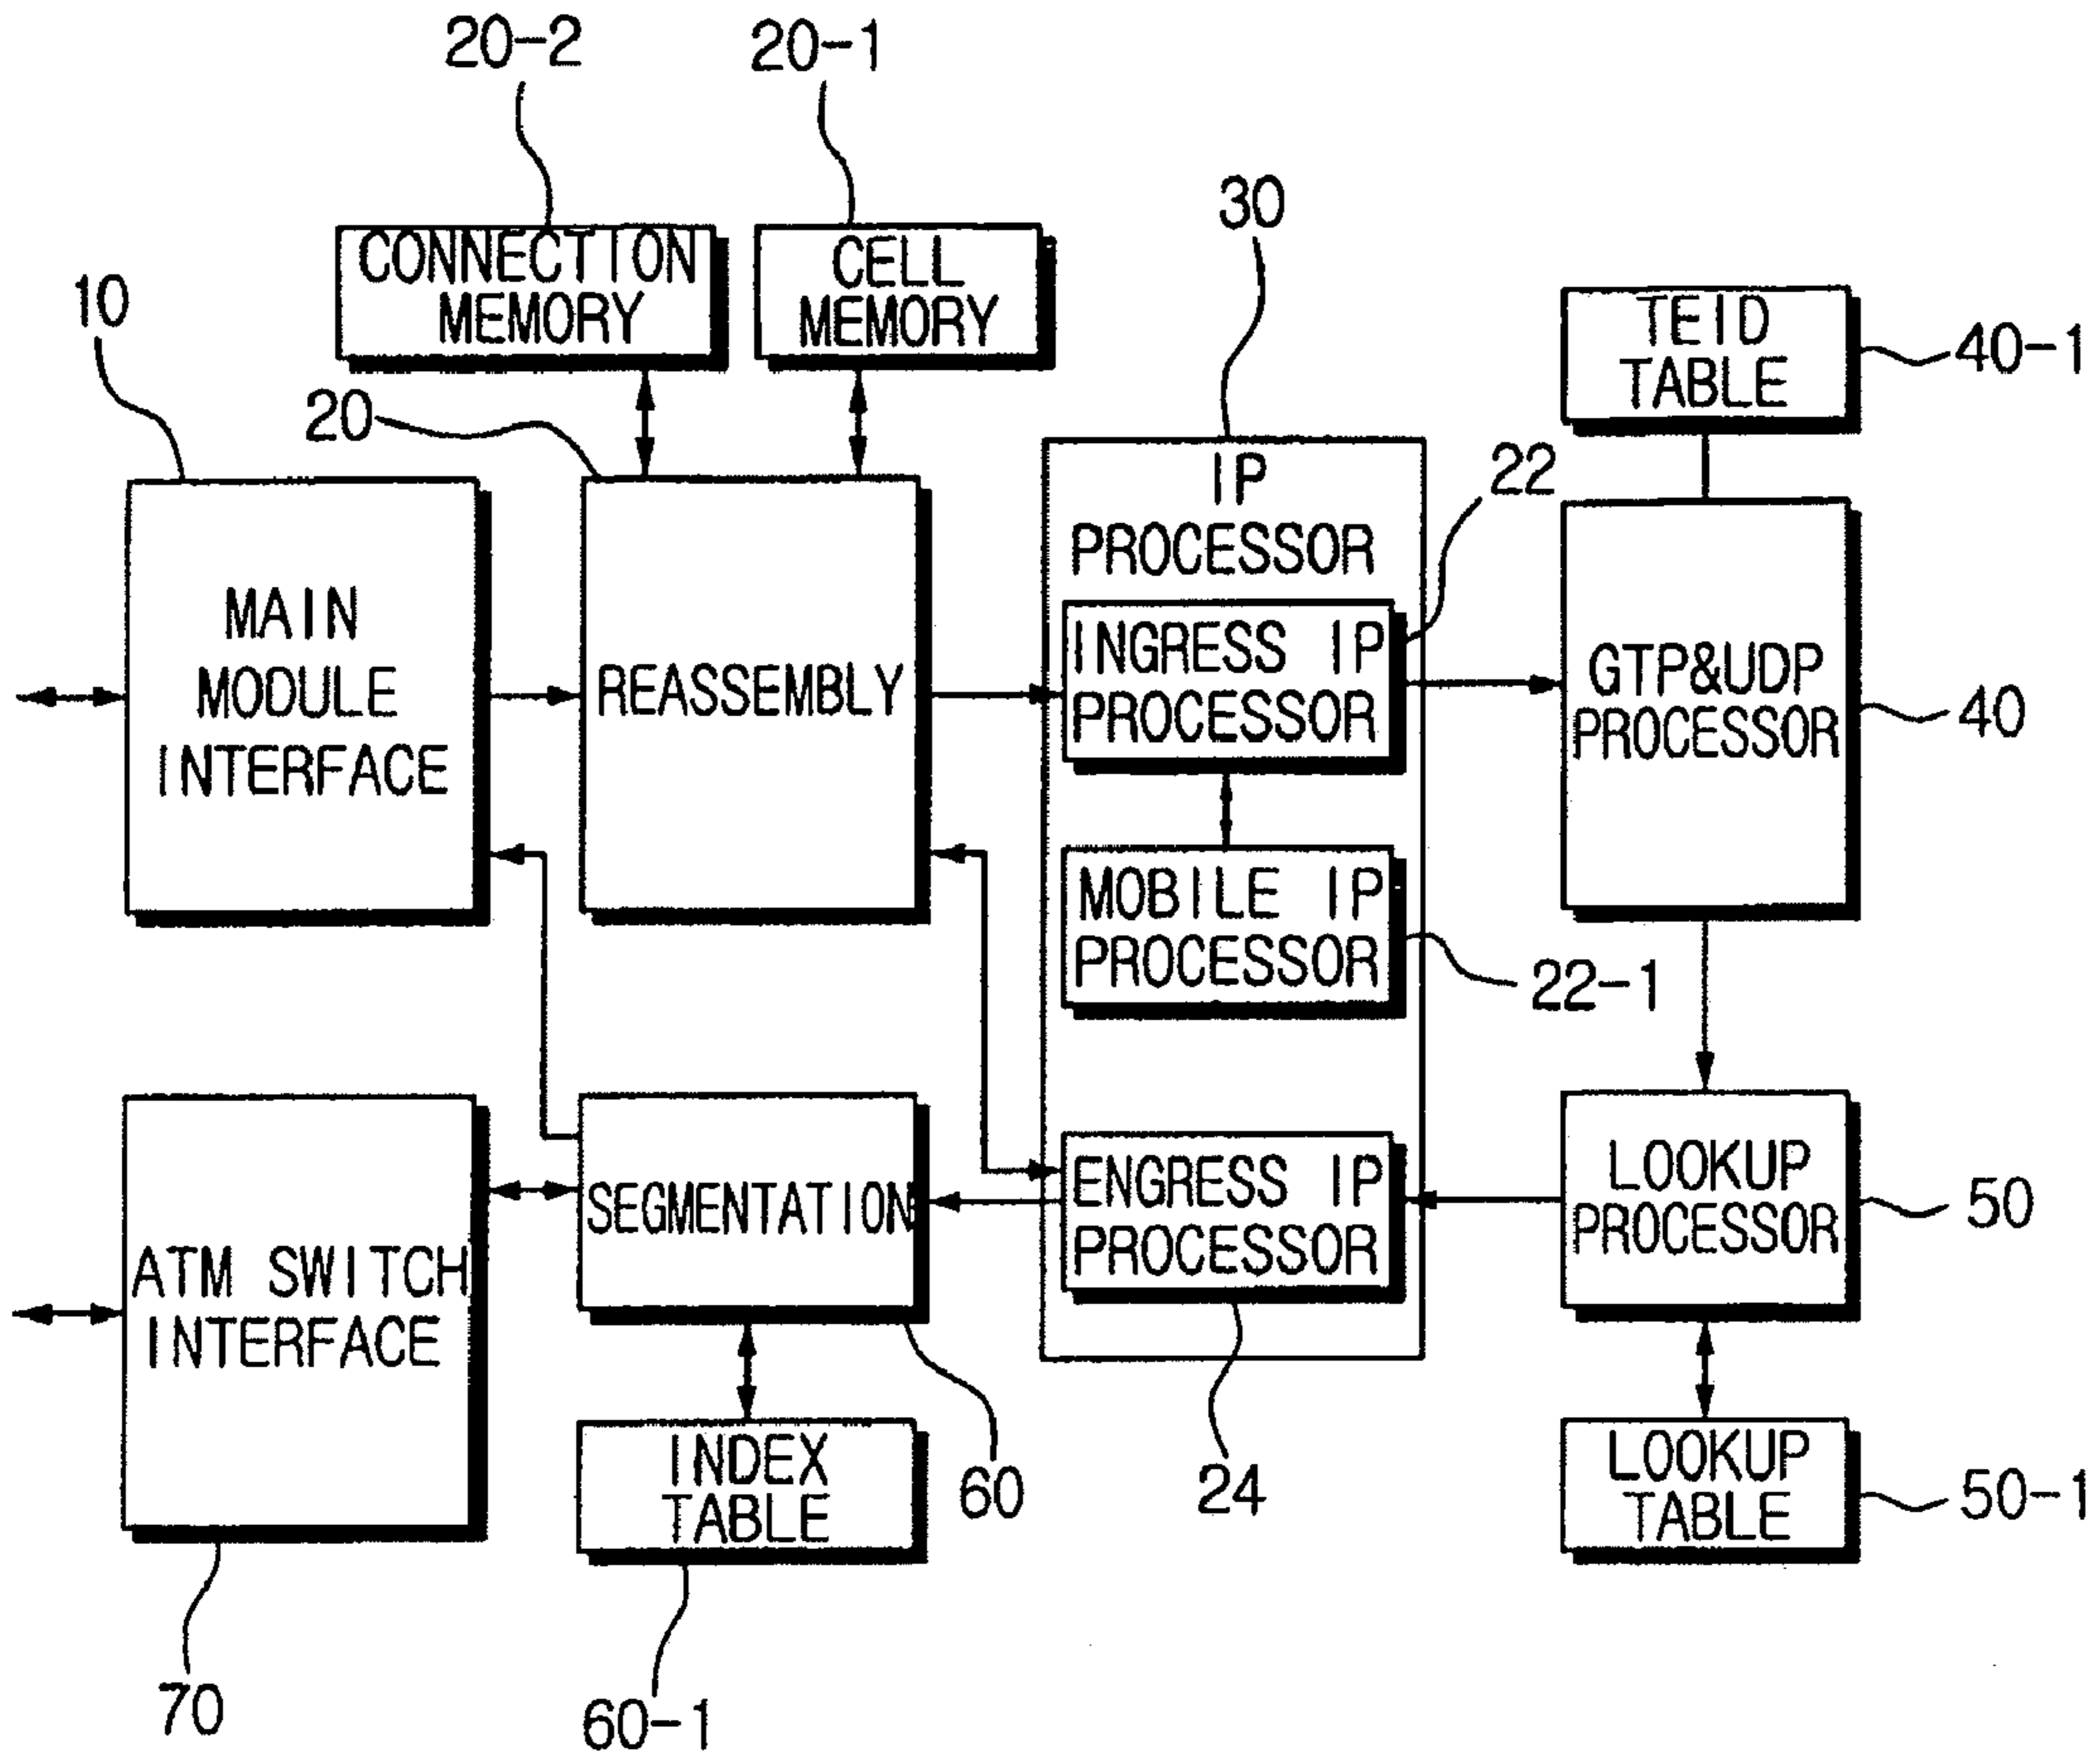 20-2
20-1
30
10
CONNECTION
MEMORY
CELL
MEMORY
TEID
TABLE
40-1
20
IP
PROCESSOR
22
MAIN
MODULE
INTERFACE
REASSEMBLY
INGRESS IP
PROCESSOR
GTP&UDP
PROCESSOR
40
MOBILE IP
PROCESSOR
22-1
ATM SWITCH
INTERFACE
SEGMENTATION
ENGRESS IP
PROCESSOR
LOOKUP
PROCESSOR
50
INDEX
TABLE
60
24
LOOKUP
TABLE
50-1
70
60-1